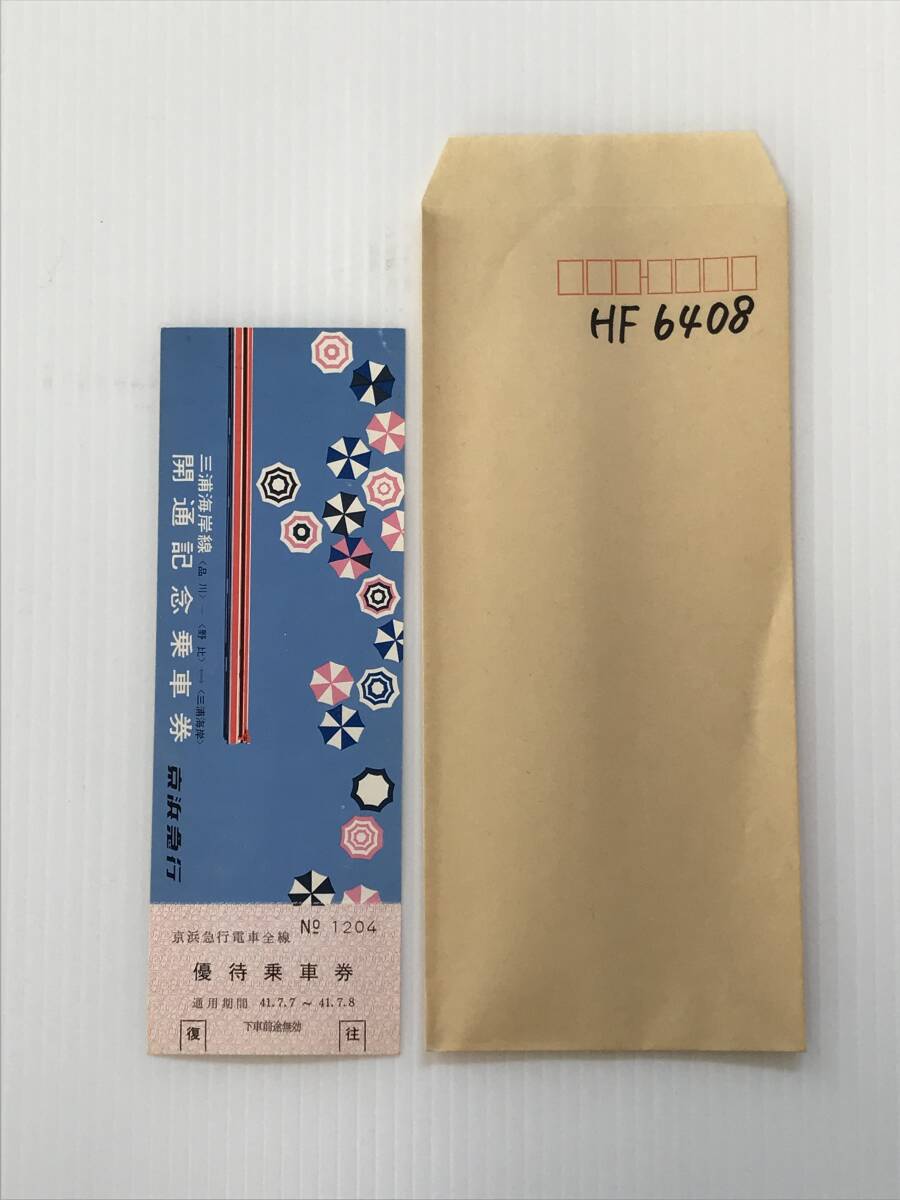 三浦海岸線〈品川〉―〈野比〉⟷〈三浦海岸〉
開通記念乗車券
京浜急行
京浜急行電車全線
№ 1204
優待乗車券
通用期間 41.7.7 〜 41.7.8
下車前途無効
復
往
HF 6408